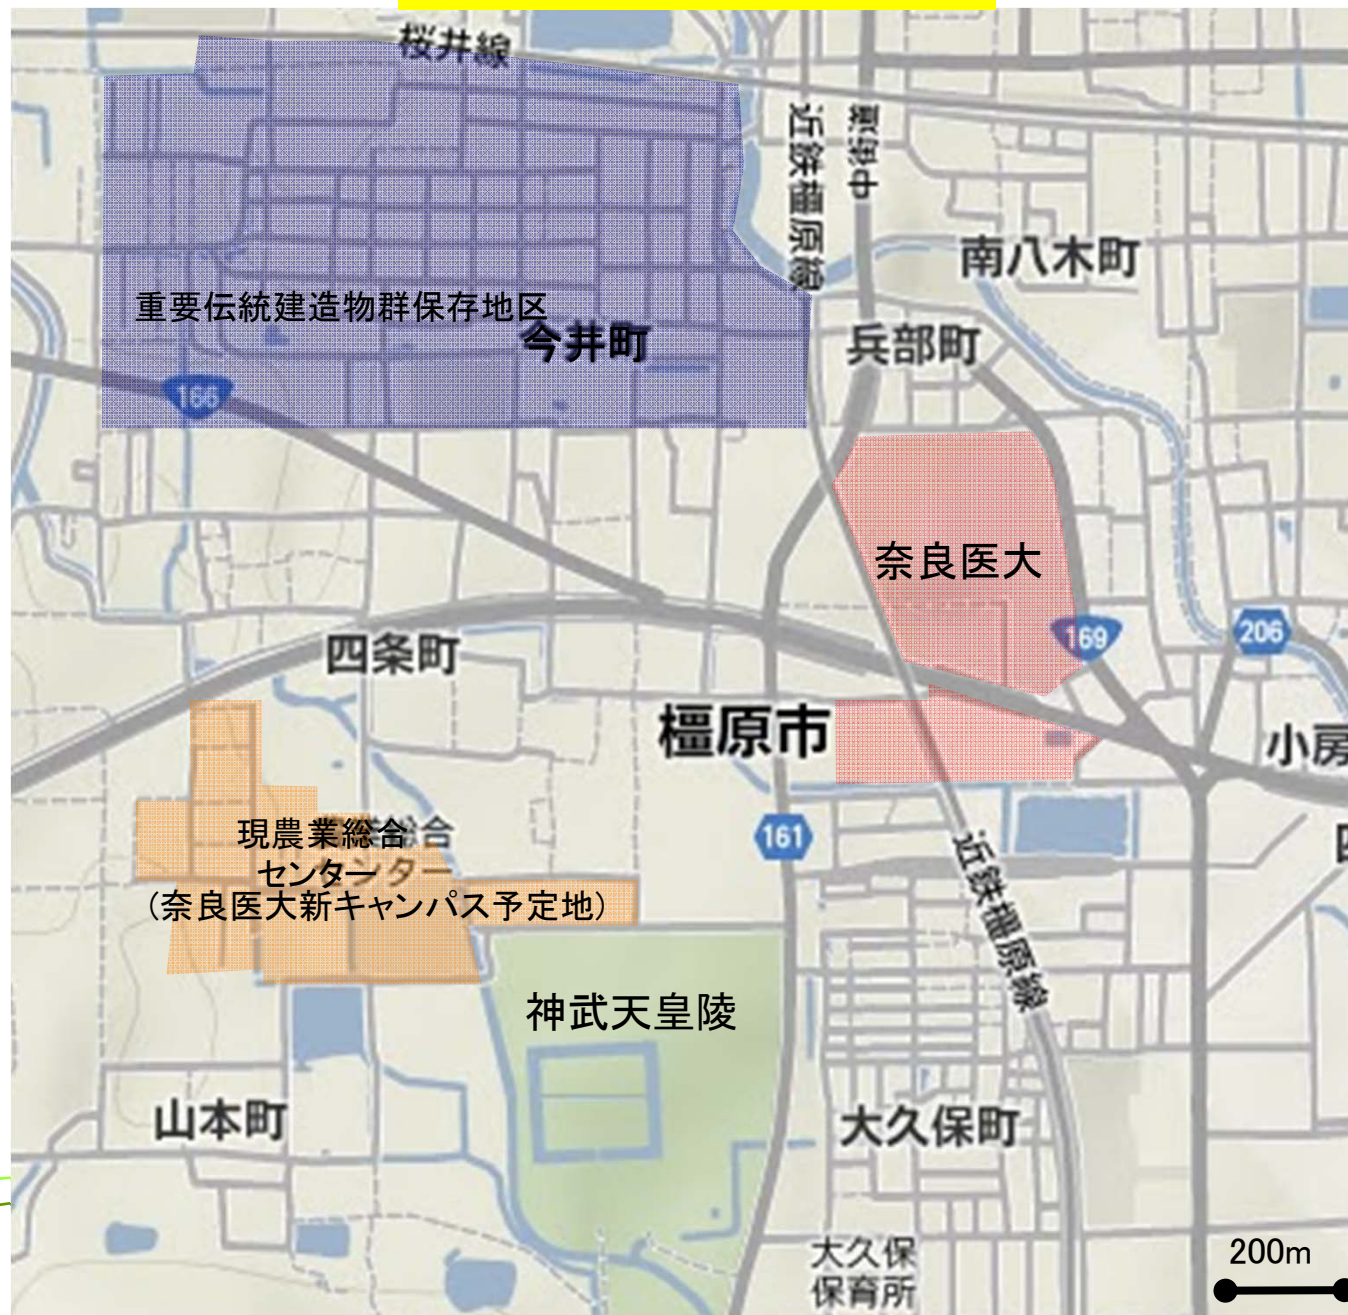 桜井線
近鉄橿原線
中街道
南八木町
重要伝統建造物群保存地区
今井町
兵部町
166
奈良医大
169
206
四条町
橿原市
小房
161
現農業総合
センター
(奈良医大新キャンパス予定地)
近鉄橿原線
神武天皇陵
山本町
大久保町
大久保
保育所
200m